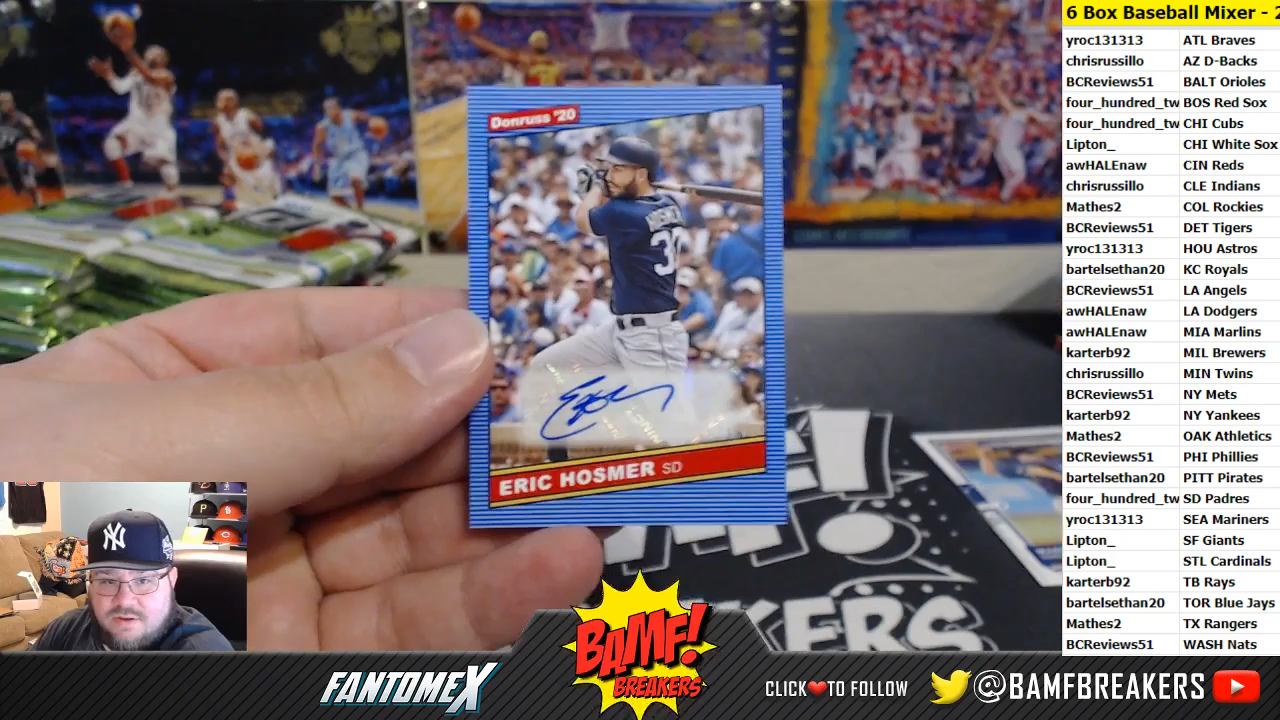 6 Box Baseball Mixer - 2
yroc131313 ATL Braves
chrisrussillo AZ D-Backs
BCReviews51 BALT Orioles
four_hundred_tw BOS Red Sox
four_hundred_tw CHI Cubs
Lipton_ CHI White Sox
awHALEnaw CIN Reds
chrisrussillo CLE Indians
Mathes2 COL Rockies
BCReviews51 DET Tigers
yroc131313 HOU Astros
bartelsethan20 KC Royals
BCReviews51 LA Angels
awHALEnaw LA Dodgers
awHALEnaw MIA Marlins
karterb92 MIL Brewers
chrisrussillo MIN Twins
BCReviews51 NY Mets
karterb92 NY Yankees
Mathes2 OAK Athletics
BCReviews51 PHI Phillies
bartelsethan20 PITT Pirates
four_hundred_tw SD Padres
yroc131313 SEA Mariners
Lipton_ SF Giants
Lipton_ STL Cardinals
karterb92 TB Rays
bartelsethan20 TOR Blue Jays
Mathes2 TX Rangers
BCReviews51 WASH Nats
Donruss '20
30
ERIC HOSMER SD
NY
P
KERS
FANTOMEX
BAMF!
BREAKERS
CLICK❤TO FOLLOW
@BAMFBREAKERS